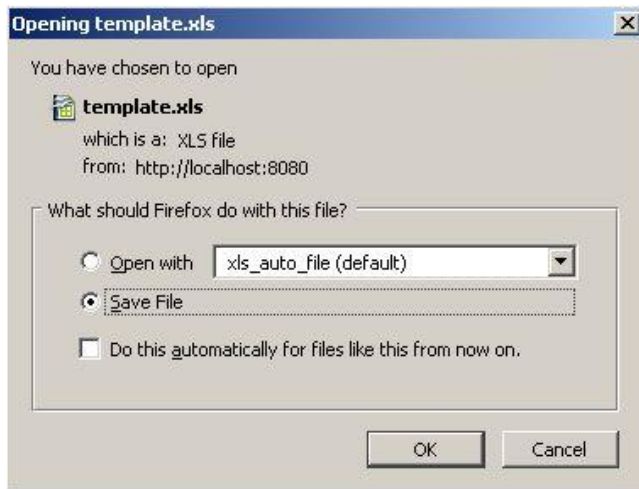 Opening template.xls
You have chosen to open
template.xls
which is a: XLS file
from: http://localhost:8080
What should Firefox do with this file?
Open with xls_auto_file (default)
Save File
Do this automatically for files like this from now on.
OK Cancel